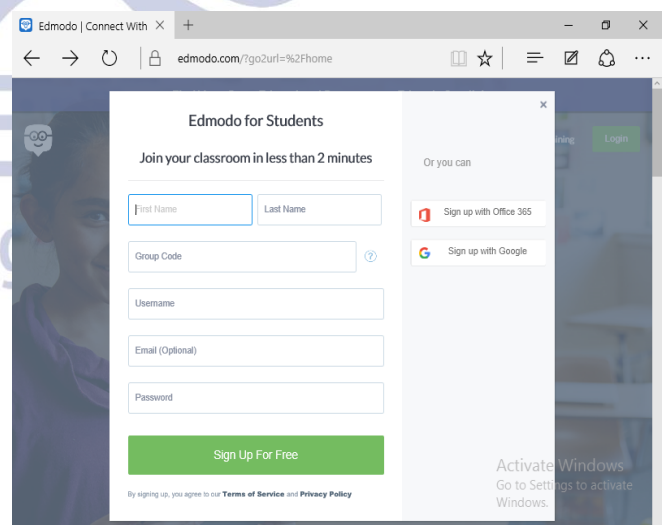 Edmodo | Connect With
edmodo.com/?go2url=%2Fhome
Login
Edmodo for Students
Join your classroom in less than 2 minutes
First Name
Last Name
Group Code
?
Username
Email (Optional)
Password
Sign Up For Free
By signing up, you agree to our Terms of Service and Privacy Policy
Or you can
Sign up with Office 365
Sign up with Google
Activate Windows
Go to Settings to activate
Windows.